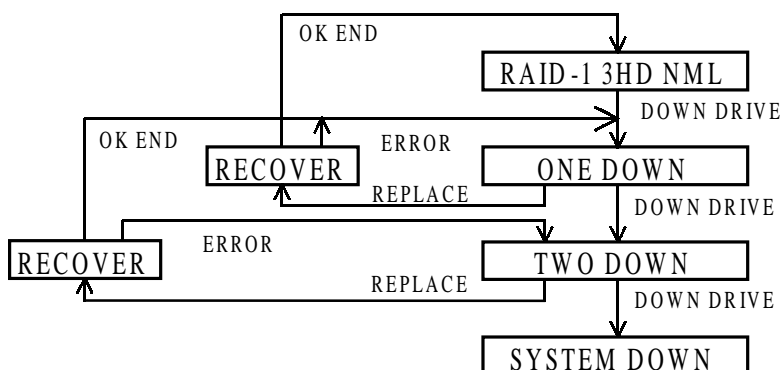 OK END
RAID-1 3HD NML
DOWN DRIVE
OK END
ERROR
RECOVER
ONE DOWN
REPLACE
DOWN DRIVE
ERROR
RECOVER
TWO DOWN
REPLACE
DOWN DRIVE
SYSTEM DOWN